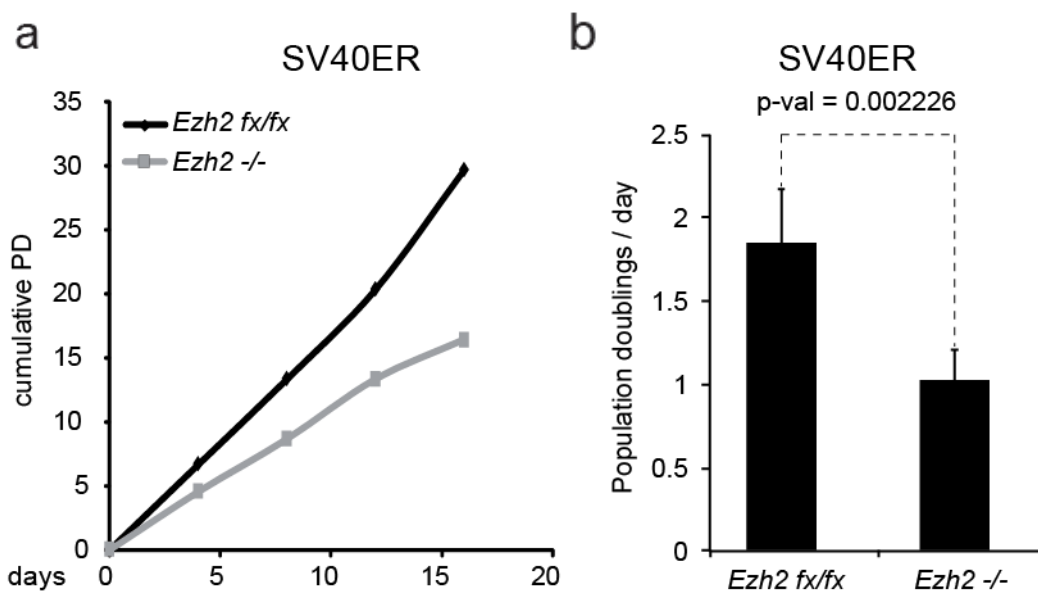 a
SV40ER
35
30
25
20
15
10
5
0
cumulative PD
Ezh2 fx/fx
Ezh2 -/-
days
0
5
10
15
20
b
SV40ER
p-val = 0.002226
2.5
2
1.5
1
0.5
0
Population doublings / day
Ezh2 fx/fx
Ezh2 -/-